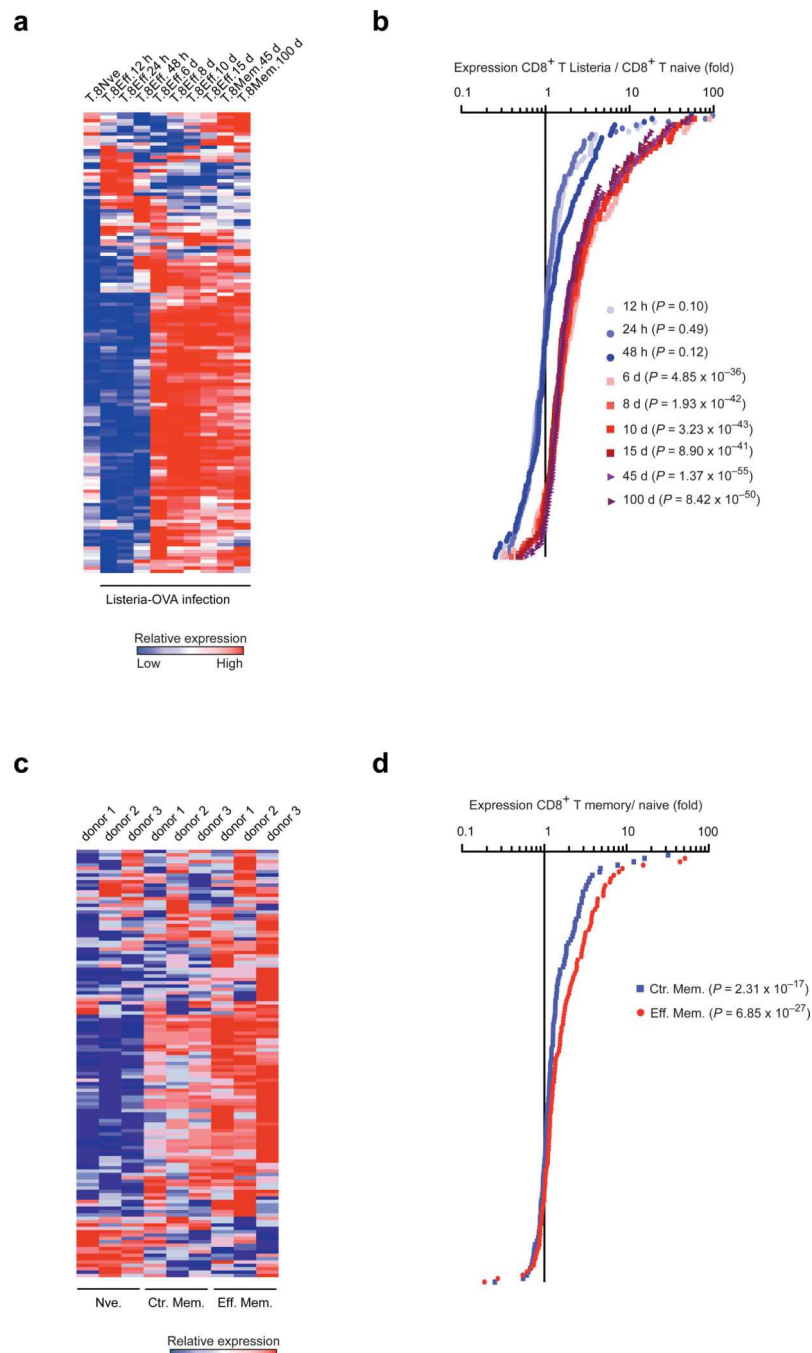 a
T.8Nve
T.8Eff.12 h
T.8Eff.24 h
T.8Eff.48 h
T.8Eff.6 d
T.8Eff.8 d
T.8Eff.10 d
T.8Eff.15 d
T.8Mem.45 d
T.8Mem.100 d
Listeria-OVA infection
Relative expression
Low High
b
Expression CD8+ T Listeria / CD8+ T naive (fold)
0.1 1 10 100
12 h (P = 0.10)
24 h (P = 0.49)
48 h (P = 0.12)
6 d (P = 4.85 x 10⁻³⁶)
8 d (P = 1.93 x 10⁻⁴²)
10 d (P = 3.23 x 10⁻⁴³)
15 d (P = 8.90 x 10⁻⁴¹)
45 d (P = 1.37 x 10⁻⁵⁵)
100 d (P = 8.42 x 10⁻⁵⁰)
c
donor 1
donor 2
donor 3
donor 1
donor 2
donor 3
donor 1
donor 2
donor 3
Nve. Ctr. Mem. Eff. Mem.
Relative expression
d
Expression CD8+ T memory/ naive (fold)
0.1 1 10 100
Ctr. Mem. (P = 2.31 x 10⁻¹⁷)
Eff. Mem. (P = 6.85 x 10⁻²⁷)